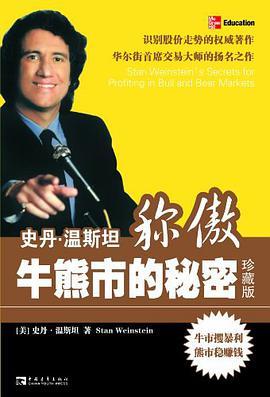 Mc Graw Hill Education
识别股价走势的权威著作
华尔街首席交易大师的扬名之作
Stan Weinstein's Secrets for
Profiting in Bull and Bear Markets
史丹·温斯坦 称傲
牛熊市的秘密 珍藏版
[美] 史丹·温斯坦 著 Stan Weinstein
牛市攫暴利
熊市稳赚钱
中国青年出版社
CHINA YOUTH PRESS